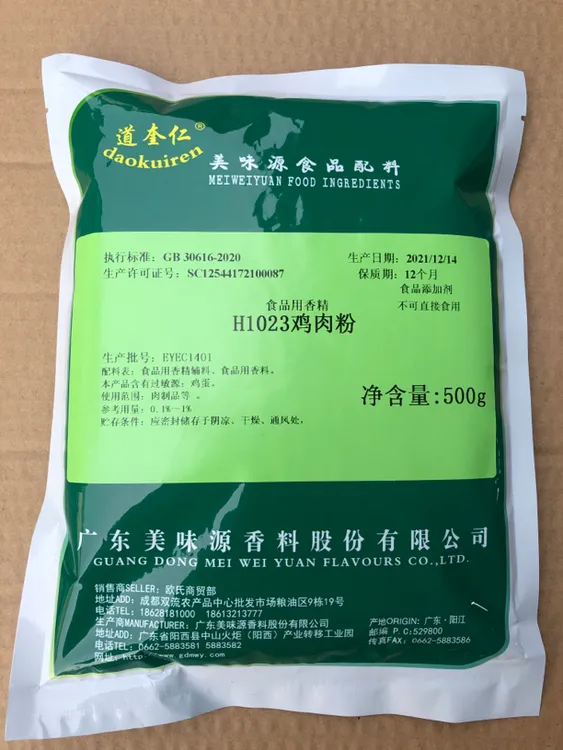 道奎仁®
daokuiren
美味源食品配料
MEIWEIYUAN FOOD INGREDIENTS
执行标准：GB 30616-2020
生产日期：2021/12/14
生产许可证号：SC12544172100087
保质期：12个月
食品添加剂
食品用香精
不可直接食用
H1023鸡肉粉
生产批号：EYEC1401
配料表：食品用香精辅料、食品用香料。
本产品含有过敏源：鸡蛋。
使用范围：肉制品等 。
净含量:500g
参考用量：0.1%-1%
贮存条件：应密封储存于阴凉、干燥、通风处，
广东美味源香料股份有限公司
GUANG DONG MEI WEI YUAN FLAVOURS CO.,LTD.
销售商SELLER：欧氏商贸部
地址ADD：成都双流农产品中心批发市场粮油区9栋19号
电话TEL：18628181000 18613213777
生产商MANUFACTURER：广东美味源香料股份有限公司
产地ORIGIN：广东·阳江
地址ADD：广东省阳西县中山火炬（阳西）产业转移工业园
邮编 P.C:529800
电话TEL：0662-5883581 5883582
传真FAX：0662-5883586
网址：http://www.gdmwy.com